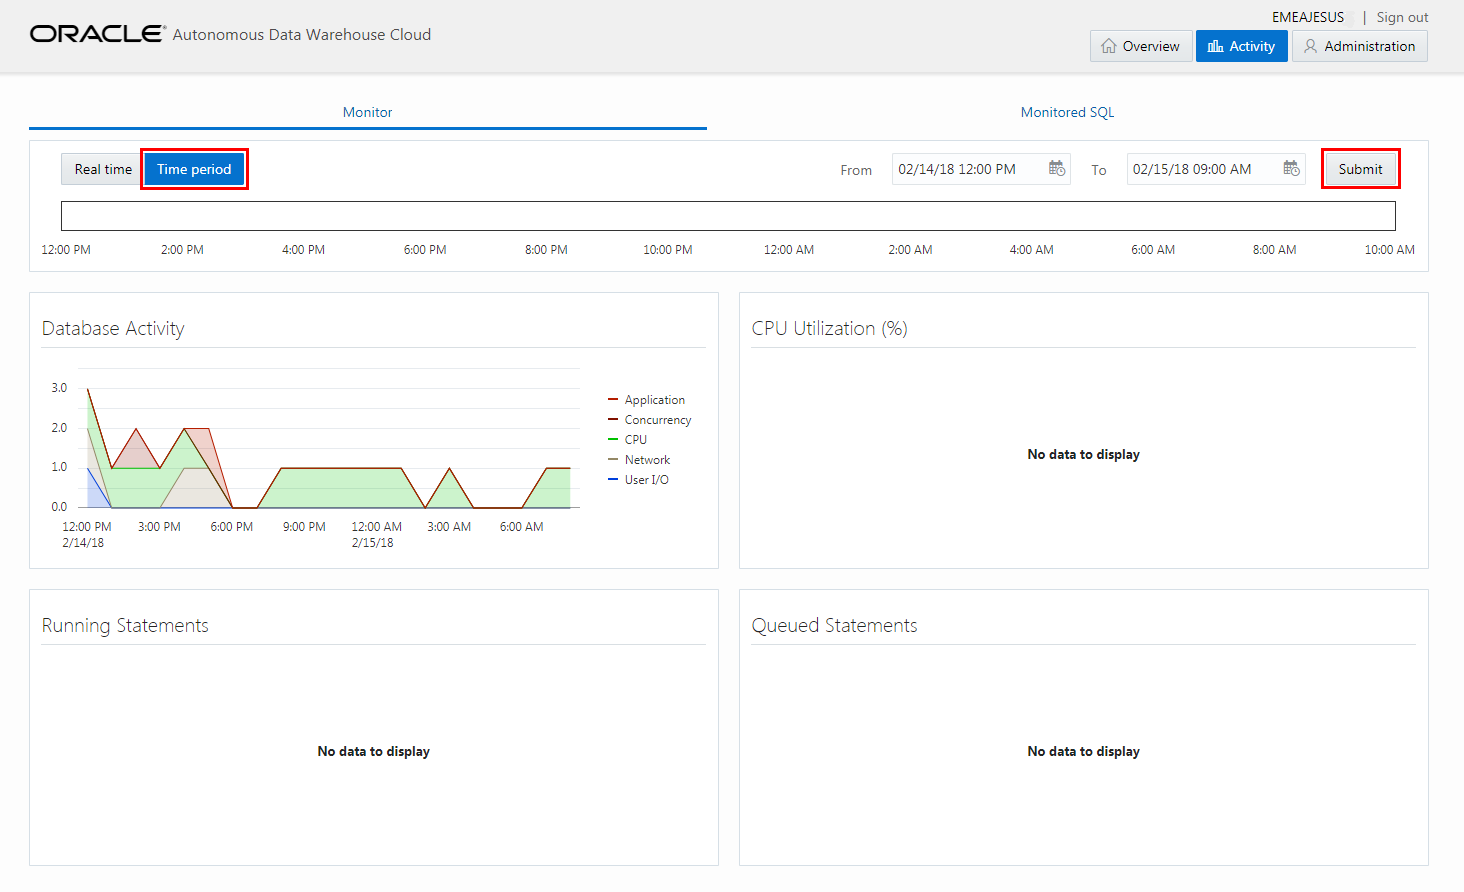 EMEAJESUS | Sign out
ORACLE® Autonomous Data Warehouse Cloud
Overview Activity Administration
Monitor Monitored SQL
Real time Time period From 02/14/18 12:00 PM To 02/15/18 09:00 AM Submit
12:00 PM 2:00 PM 4:00 PM 6:00 PM 8:00 PM 10:00 PM 12:00 AM 2:00 AM 4:00 AM 6:00 AM 8:00 AM 10:00 AM
Database Activity
3.0
2.0
1.0
0.0
12:00 PM 3:00 PM 6:00 PM 9:00 PM 12:00 AM 3:00 AM 6:00 AM
2/14/18 2/15/18
Application
Concurrency
CPU
Network
User I/O
CPU Utilization (%)
No data to display
Running Statements
No data to display
Queued Statements
No data to display